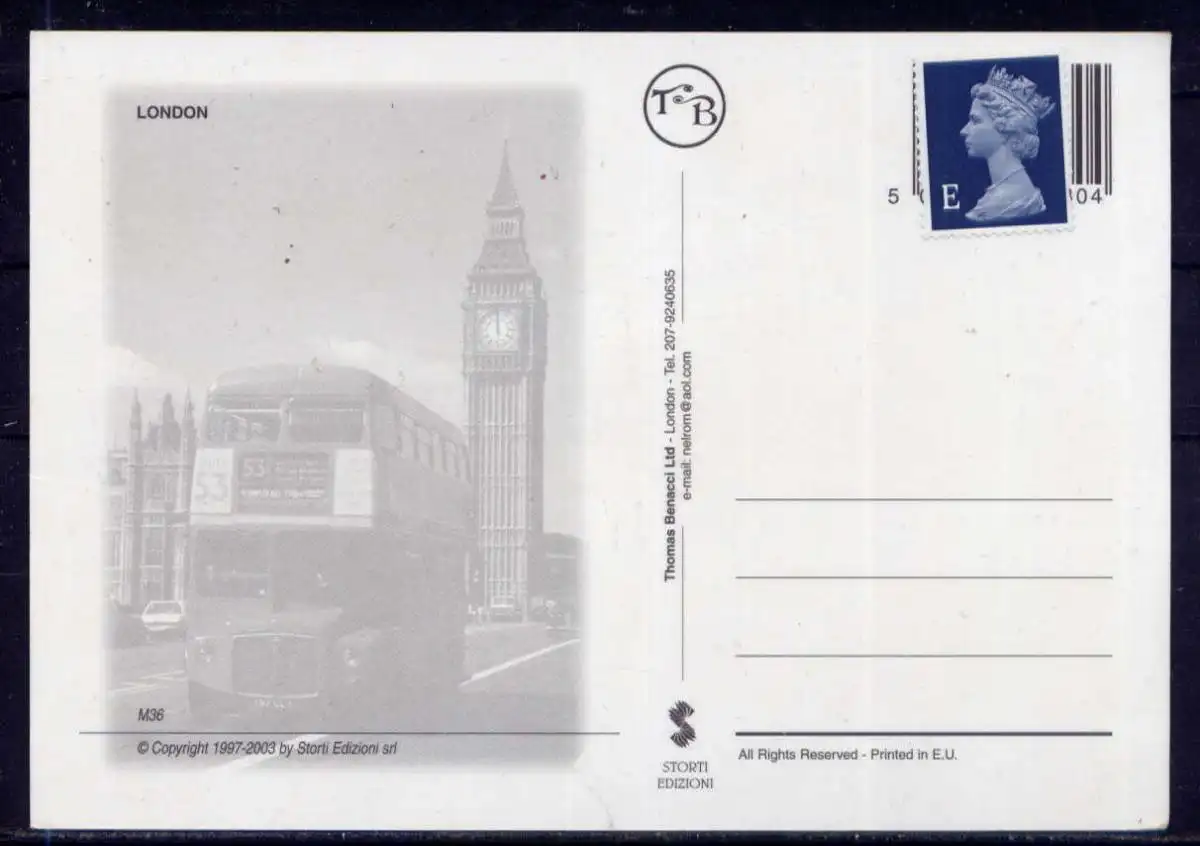 LONDON
TB
E
5
04
53
53
Thomas Benacci Ltd - London - Tel. 207-9240635
e-mail: nelrom@aol.com
M36
© Copyright 1997-2003 by Storti Edizioni srl
STORTI
EDIZIONI
All Rights Reserved - Printed in E.U.